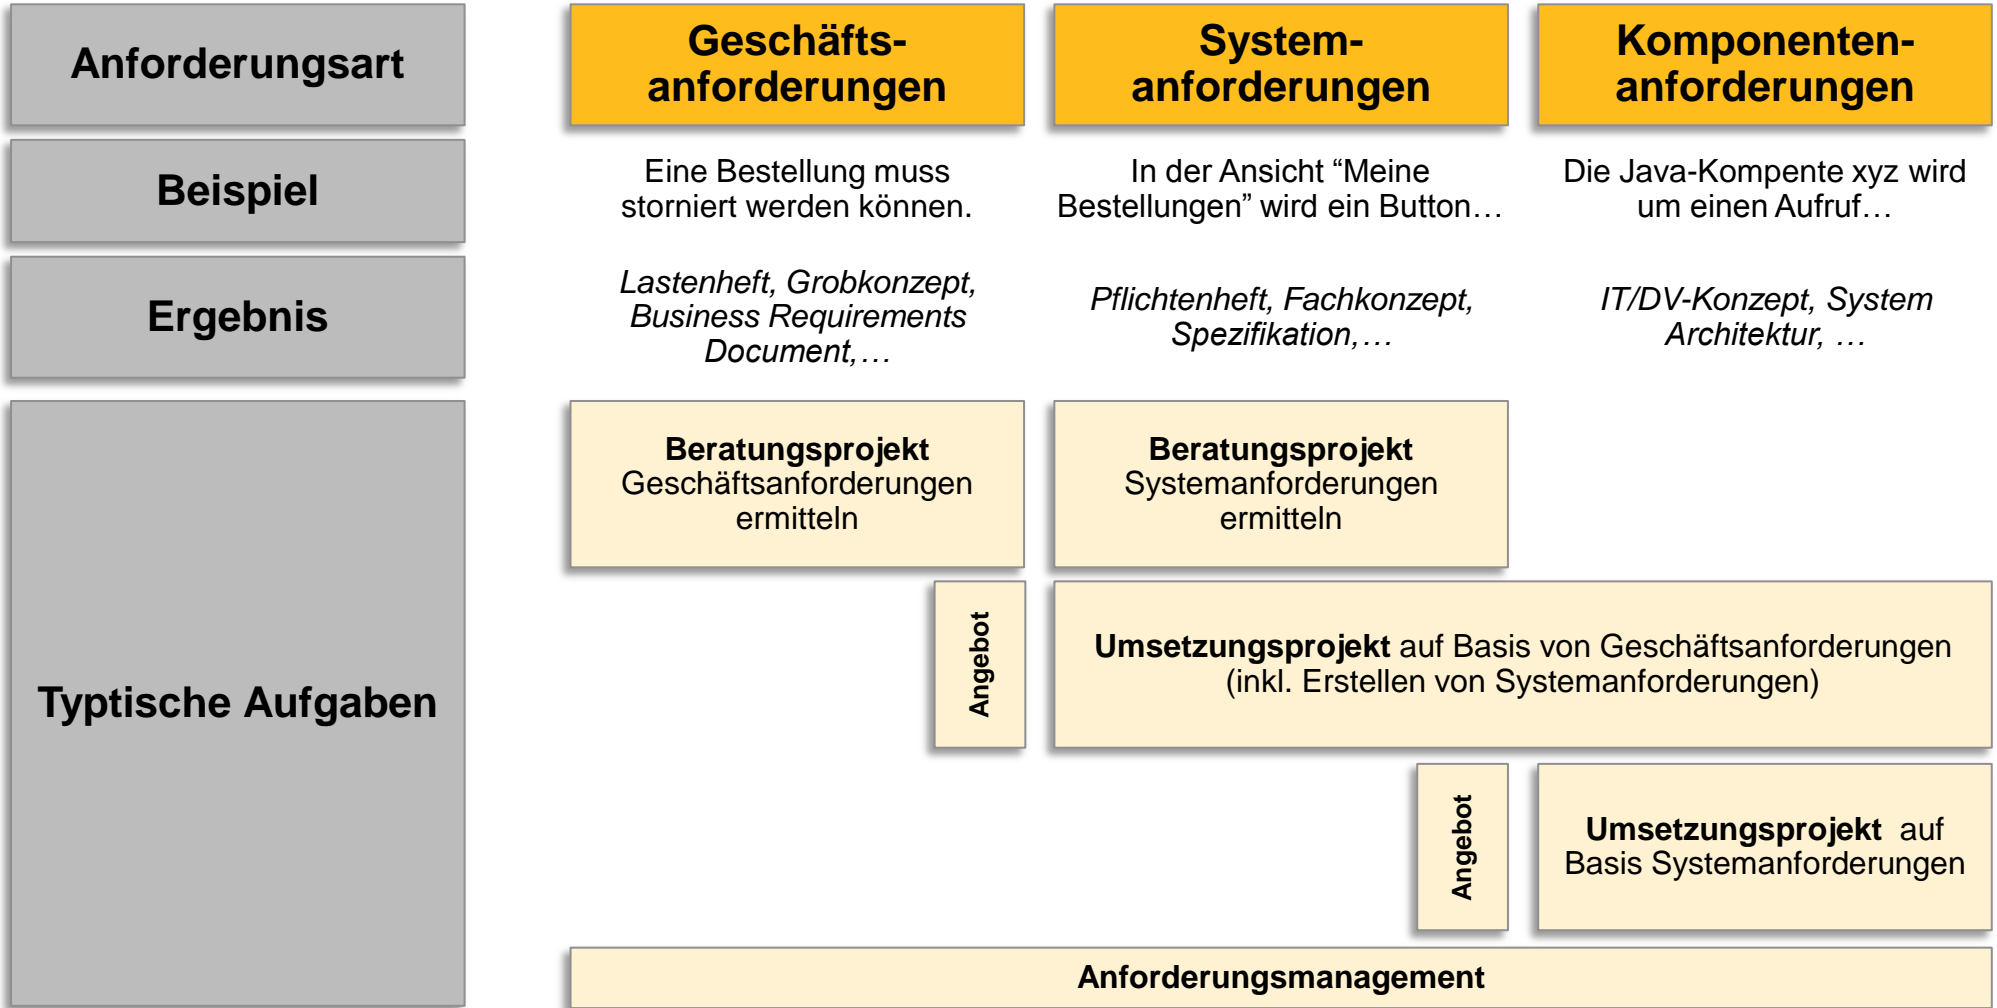 Anforderungsart
Geschäfts-
anforderungen
System-
anforderungen
Komponenten-
anforderungen
Beispiel
Eine Bestellung muss
storniert werden können.
In der Ansicht “Meine
Bestellungen” wird ein Button…
Die Java-Kompente xyz wird
um einen Aufruf…
Ergebnis
Lastenheft, Grobkonzept,
Business Requirements
Document,…
Pflichtenheft, Fachkonzept,
Spezifikation,…
IT/DV-Konzept, System
Architektur, …
Typtische Aufgaben
Beratungsprojekt
Geschäftsanforderungen
ermitteln
Beratungsprojekt
Systemanforderungen
ermitteln
Angebot
Umsetzungsprojekt auf Basis von Geschäftsanforderungen
(inkl. Erstellen von Systemanforderungen)
Angebot
Umsetzungsprojekt auf
Basis Systemanforderungen
Anforderungsmanagement